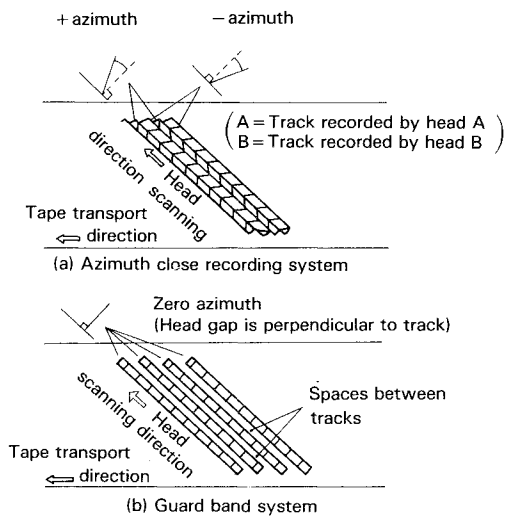 + azimuth
− azimuth
A = Track recorded by head A
B = Track recorded by head B
Head
direction scanning
Tape transport
direction
(a) Azimuth close recording system
Zero azimuth
(Head gap is perpendicular to track)
Spaces between
tracks
Head
scanning direction
Tape transport
direction
(b) Guard band system